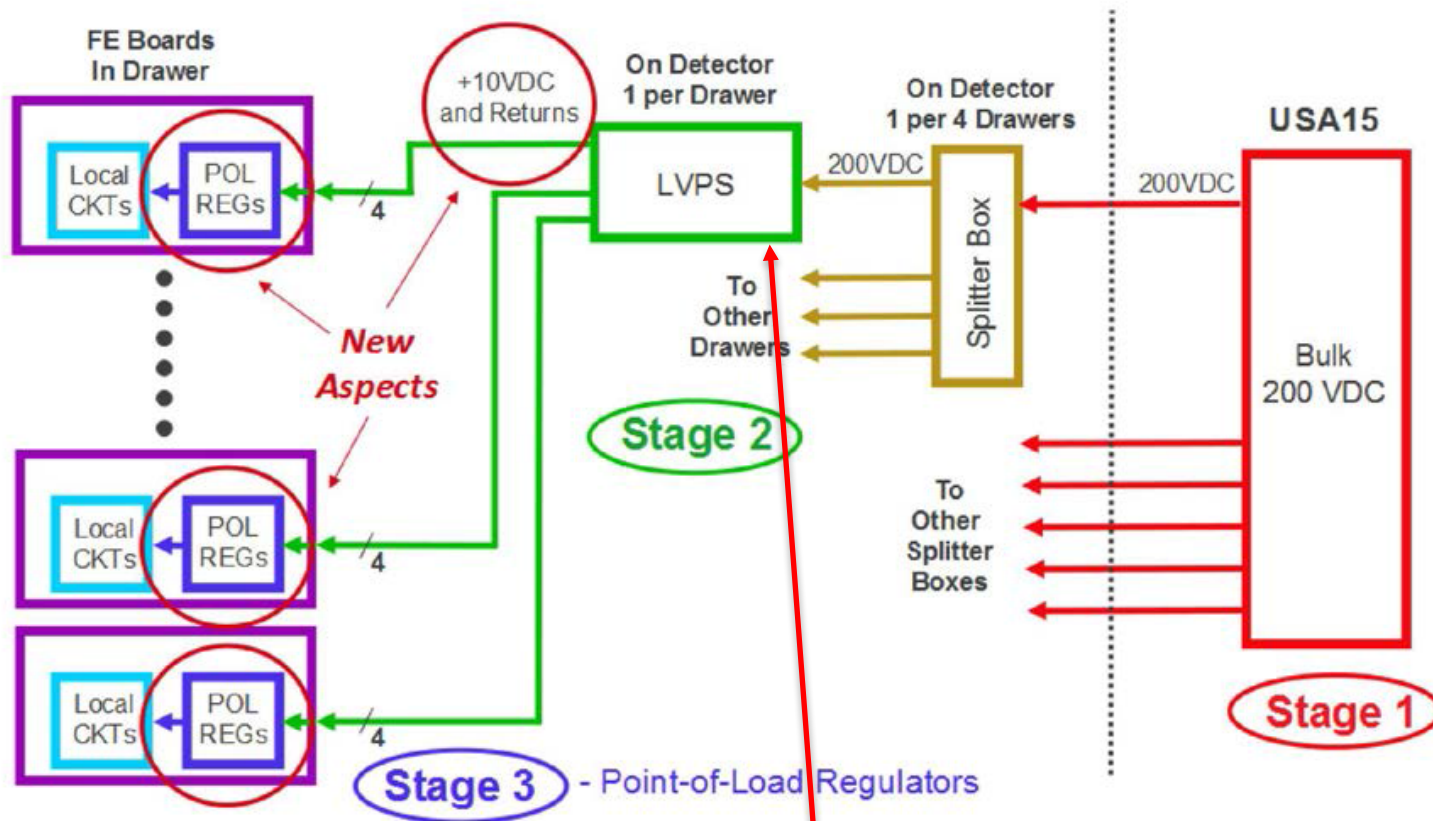 FE Boards
In Drawer
Local
CKTs
POL
REGs
4
+10VDC
and Returns
On Detector
1 per Drawer
LVPS
200VDC
On Detector
1 per 4 Drawers
Splitter Box
200VDC
USA15
Bulk
200 VDC
To
Other
Drawers
New
Aspects
Stage 2
Local
CKTs
POL
REGs
4
To
Other
Splitter
Boxes
Local
CKTs
POL
REGs
4
Stage 1
Stage 3 - Point-of-Load Regulators